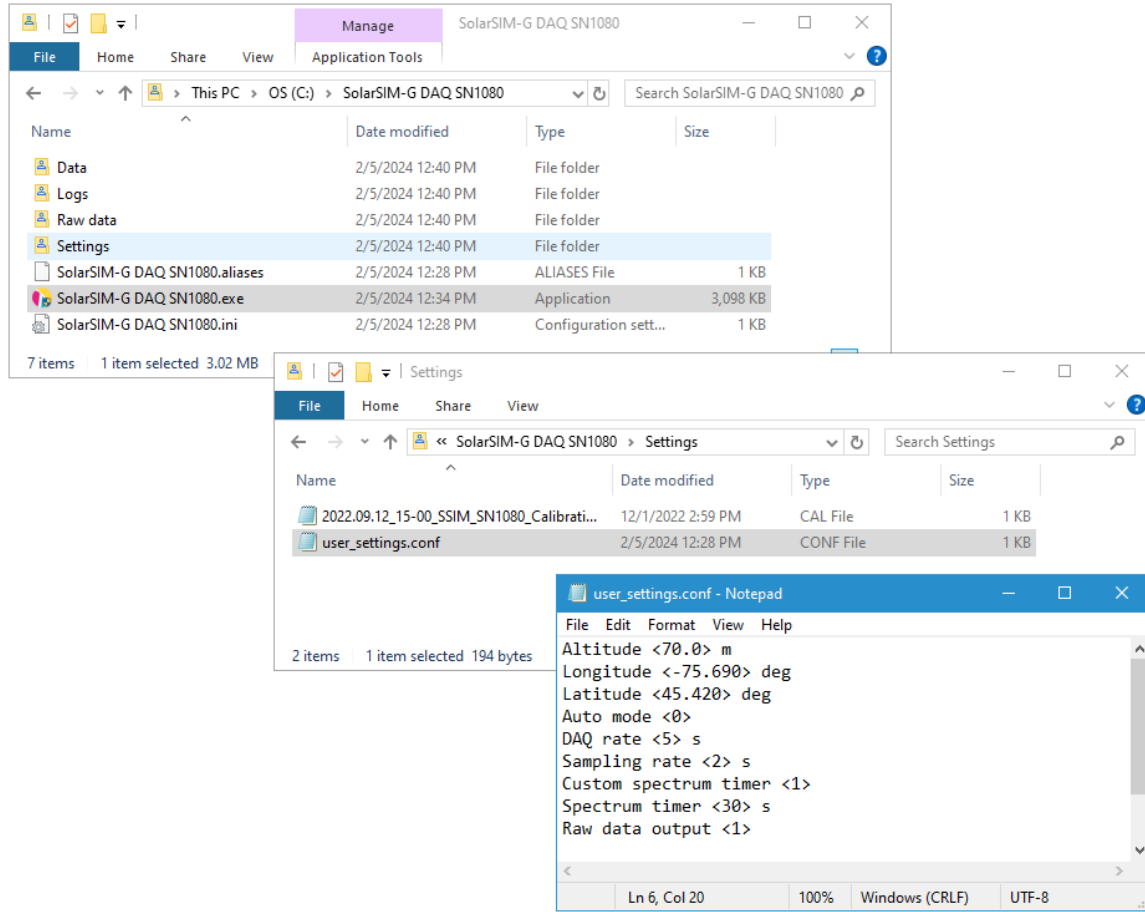 SolarSIM-G DAQ SN1080
Manage
File Home Share View Application Tools
This PC > OS (C:) > SolarSIM-G DAQ SN1080
Search SolarSIM-G DAQ SN1080
Name Date modified Type Size
Data 2/5/2024 12:40 PM File folder
Logs 2/5/2024 12:40 PM File folder
Raw data 2/5/2024 12:40 PM File folder
Settings 2/5/2024 12:40 PM File folder
SolarSIM-G DAQ SN1080.aliases 2/5/2024 12:28 PM ALIASES File 1 KB
SolarSIM-G DAQ SN1080.exe 2/5/2024 12:34 PM Application 3,098 KB
SolarSIM-G DAQ SN1080.ini 2/5/2024 12:28 PM Configuration sett... 1 KB
7 items 1 item selected 3.02 MB
Settings
File Home Share View
« SolarSIM-G DAQ SN1080 > Settings
Search Settings
Name Date modified Type Size
2022.09.12_15-00_SSIM_SN1080_Calibrati... 12/1/2022 2:59 PM CAL File 1 KB
user_settings.conf 2/5/2024 12:28 PM CONF File 1 KB
2 items 1 item selected 194 bytes
user_settings.conf - Notepad
File Edit Format View Help
Altitude <70.0> m
Longitude <-75.690> deg
Latitude <45.420> deg
Auto mode <0>
DAQ rate <5> s
Sampling rate <2> s
Custom spectrum timer <1>
Spectrum timer <30> s
Raw data output <1>
Ln 6, Col 20 100% Windows (CRLF) UTF-8